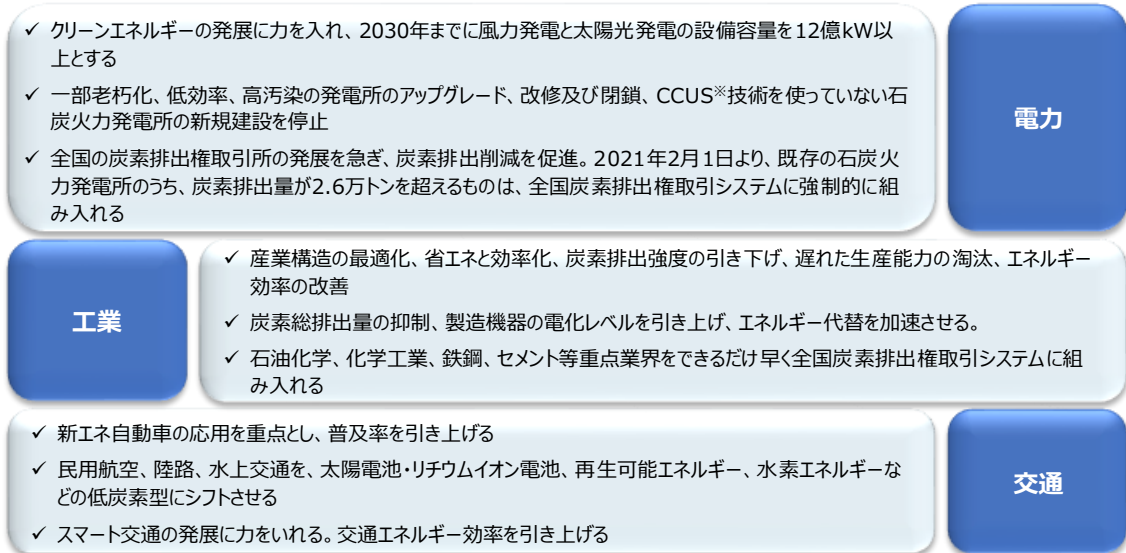 ✓ クリーンエネルギーの発展に力を入れ、2030年までに風力発電と太陽光発電の設備容量を12億kW以
上とする
✓ 一部老朽化、低効率、高汚染の発電所のアップグレード、改修及び閉鎖、CCUS※技術を使っていない石
炭火力発電所の新規建設を停止
✓ 全国の炭素排出権取引所の発展を急ぎ、炭素排出削減を促進。2021年2月1日より、既存の石炭火
力発電所のうち、炭素排出量が2.6万トンを超えるものは、全国炭素排出権取引システムに強制的に組
み入れる
電力
工業
✓ 産業構造の最適化、省エネと効率化、炭素排出強度の引き下げ、遅れた生産能力の淘汰、エネルギー
効率の改善
✓ 炭素総排出量の抑制、製造機器の電化レベルを引き上げ、エネルギー代替を加速させる。
✓ 石油化学、化学工業、鉄鋼、セメント等重点業界をできるだけ早く全国炭素排出権取引システムに組
み入れる
✓ 新エネ自動車の応用を重点とし、普及率を引き上げる
✓ 民用航空、陸路、水上交通を、太陽電池・リチウムイオン電池、再生可能エネルギー、水素エネルギーな
どの低炭素型にシフトさせる
✓ スマート交通の発展に力をいれる。交通エネルギー効率を引き上げる
交通